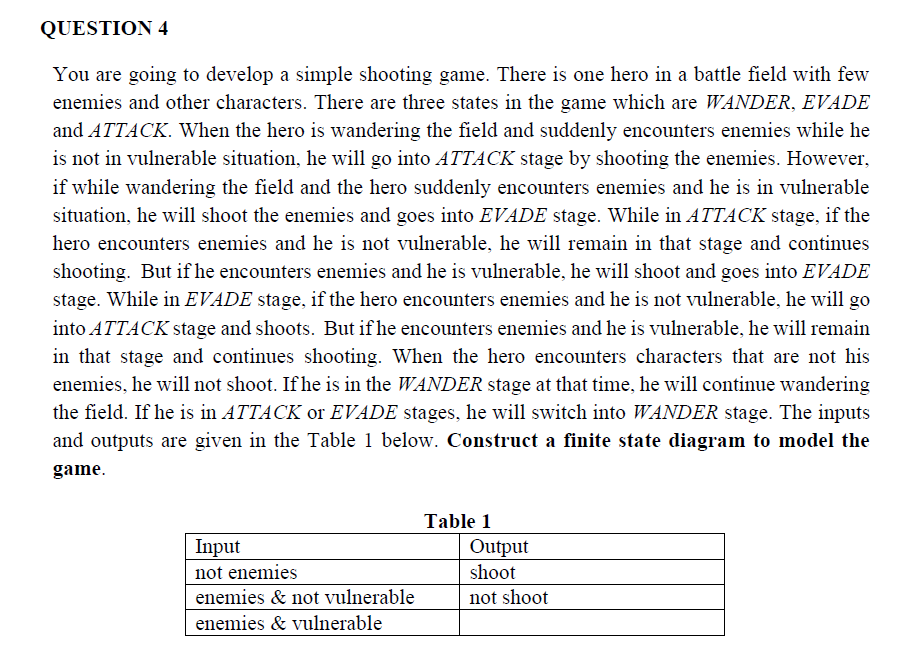 QUESTION 4
You are going to develop a simple shooting game. There is one hero in a battle field with few
enemies and other characters. There are three states in the game which are WANDER, EVADE
and ATTACK. When the hero is wandering the field and suddenly encounters enemies while he
is not in vulnerable situation, he will go into ATTACK stage by shooting the enemies. However,
if while wandering the field and the hero suddenly encounters enemies and he is in vulnerable
situation, he will shoot the enemies and goes into EVADE stage. While in ATTACK stage, if the
hero encounters enemies and he is not vulnerable, he will remain in that stage and continues
shooting. But if he encounters enemies and he is vulnerable, he will shoot and goes into EVADE
stage. While in EVADE stage, if the hero encounters enemies and he is not vulnerable, he will go
into ATTACK stage and shoots. But if he encounters enemies and he is vulnerable, he will remain
in that stage and continues shooting. When the hero encounters characters that are not his
enemies, he will not shoot. If he is in the WANDER stage at that time, he will continue wandering
the field. If he is in ATTACK or EVADE stages, he will switch into WANDER stage. The inputs
and outputs are given in the Table 1 below. Construct a finite state diagram to model the
game.
Table 1
Input Output
not enemies shoot
enemies & not vulnerable not shoot
enemies & vulnerable